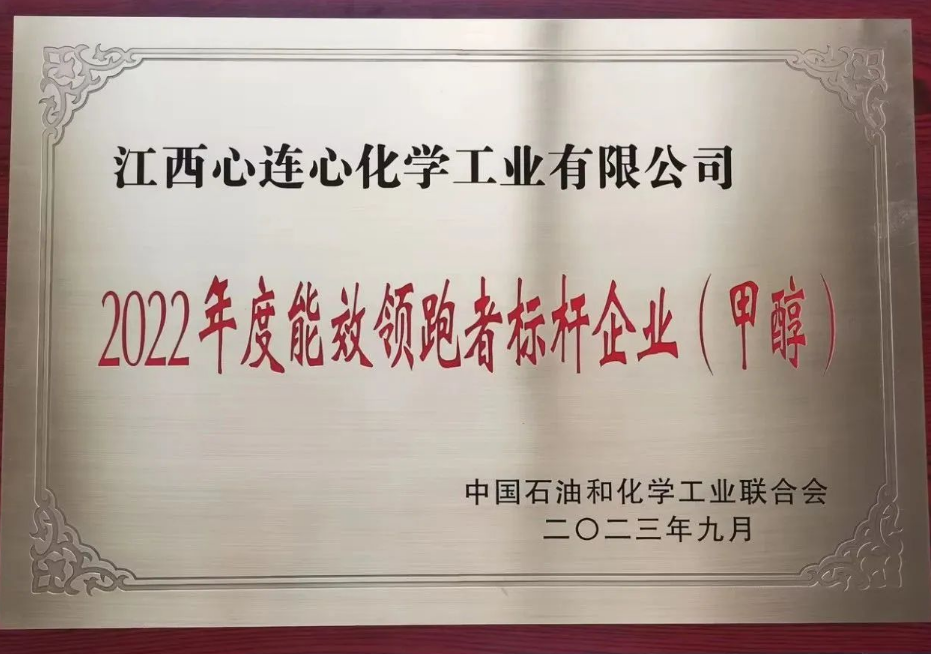 江西心连心化学工业有限公司
2022年度能效领跑者标杆企业（甲醇）
中国石油和化学工业联合会
二〇二三年九月